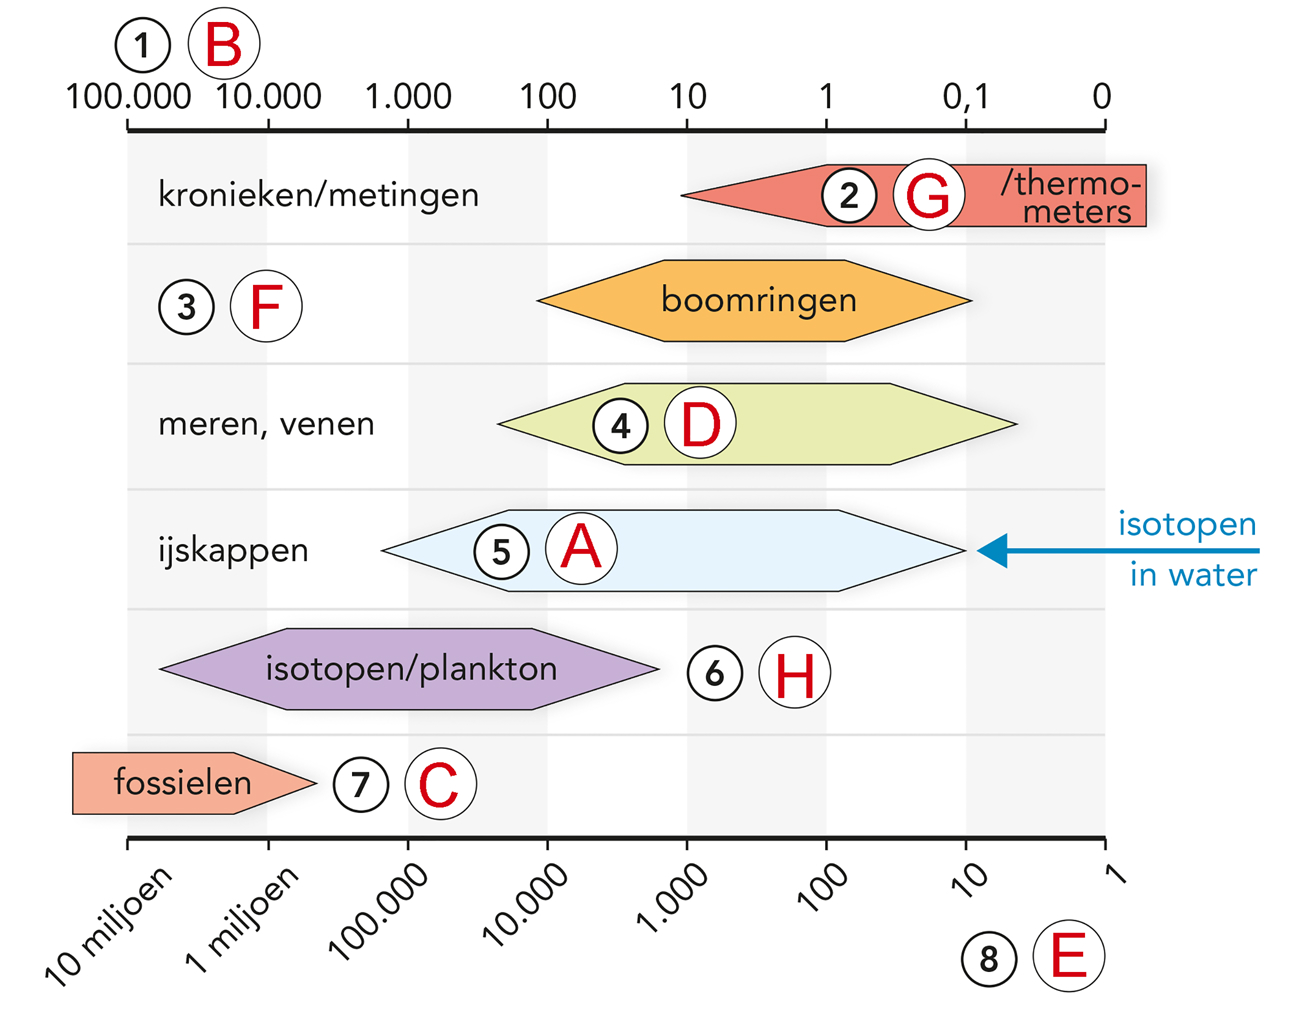 1 B
100.000 10.000 1.000 100 10 1 0,1 0
kronieken/metingen 2 G /thermo-
meters
3 F boomringen
meren, venen 4 D
isotopen
ijskappen 5 A
in water
isotopen/plankton 6 H
fossielen 7 C
10 miljoen 1 miljoen 100.000 10.000 1.000 100 10 1
8 E